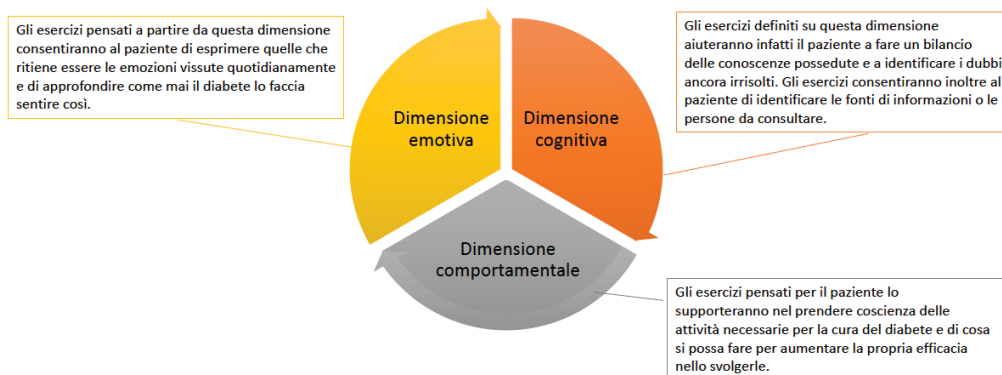 Gli esercizi pensati a partire da questa dimensione
consentiranno al paziente di esprimere quelle che
ritiene essere le emozioni vissute quotidianamente
e di approfondire come mai il diabete lo faccia
sentire così.
Gli esercizi definiti su questa dimensione
aiuteranno infatti il paziente a fare un bilancio
delle conoscenze possedute e a identificare i dubbi
ancora irrisolti. Gli esercizi consentiranno inoltre al
paziente di identificare le fonti di informazioni o le
persone da consultare.
Dimensione
emotiva
Dimensione
cognitiva
Dimensione
comportamentale
Gli esercizi pensati per il paziente lo
supporteranno nel prendere coscienza delle
attività necessarie per la cura del diabete e di cosa
si possa fare per aumentare la propria efficacia
nello svolgerle.